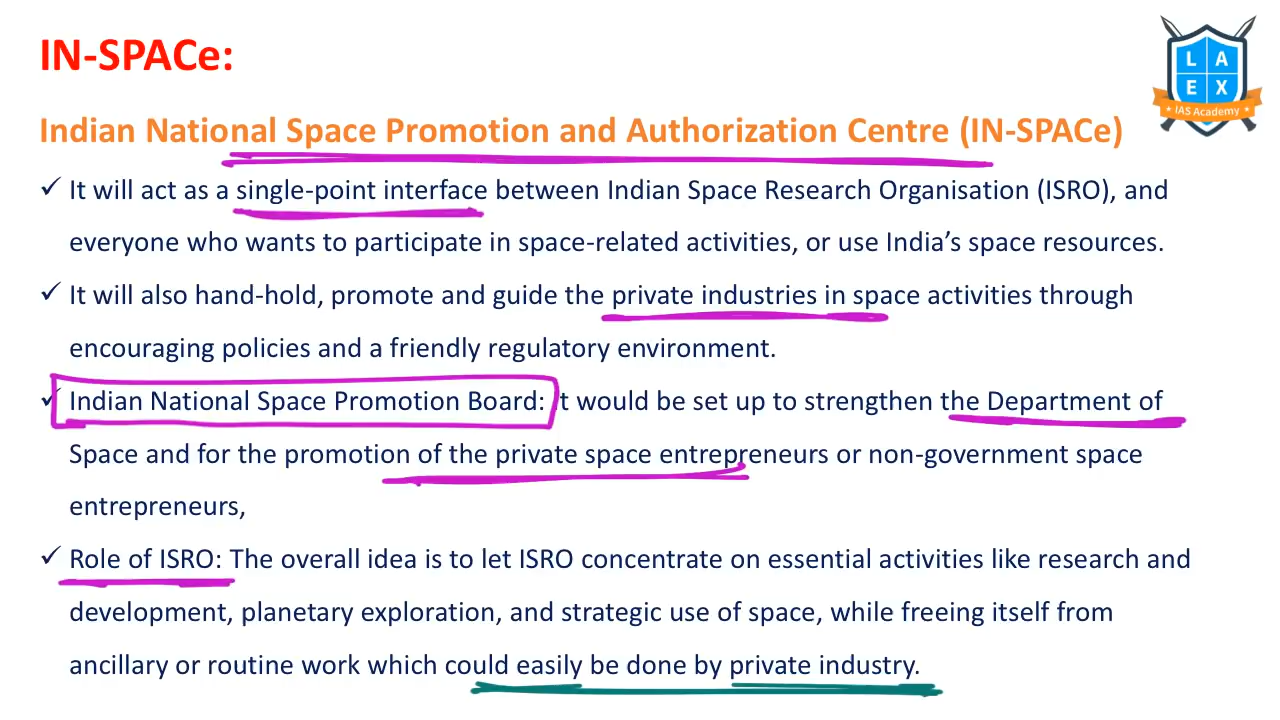 IN-SPACe:
L A
E X
IAS Academy
Indian National Space Promotion and Authorization Centre (IN-SPACe)
✓ It will act as a single-point interface between Indian Space Research Organisation (ISRO), and
everyone who wants to participate in space-related activities, or use India’s space resources.
✓ It will also hand-hold, promote and guide the private industries in space activities through
encouraging policies and a friendly regulatory environment.
✓ Indian National Space Promotion Board: It would be set up to strengthen the Department of
Space and for the promotion of the private space entrepreneurs or non-government space
entrepreneurs,
✓ Role of ISRO: The overall idea is to let ISRO concentrate on essential activities like research and
development, planetary exploration, and strategic use of space, while freeing itself from
ancillary or routine work which could easily be done by private industry.